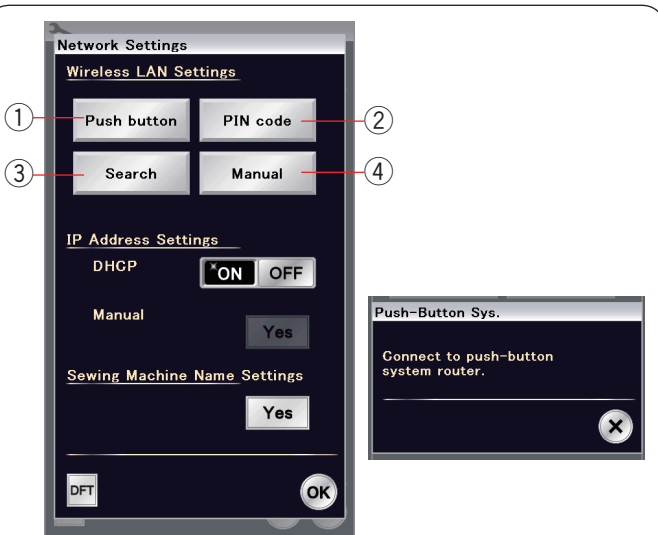 Network Settings
Wireless LAN Settings
① Push button PIN code ②
③ Search Manual ④
IP Address Settings
DHCP ON OFF
Manual
Yes
Sewing Machine Name Settings
Yes
DFT OK
Push-Button Sys.
Connect to push-button
system router.